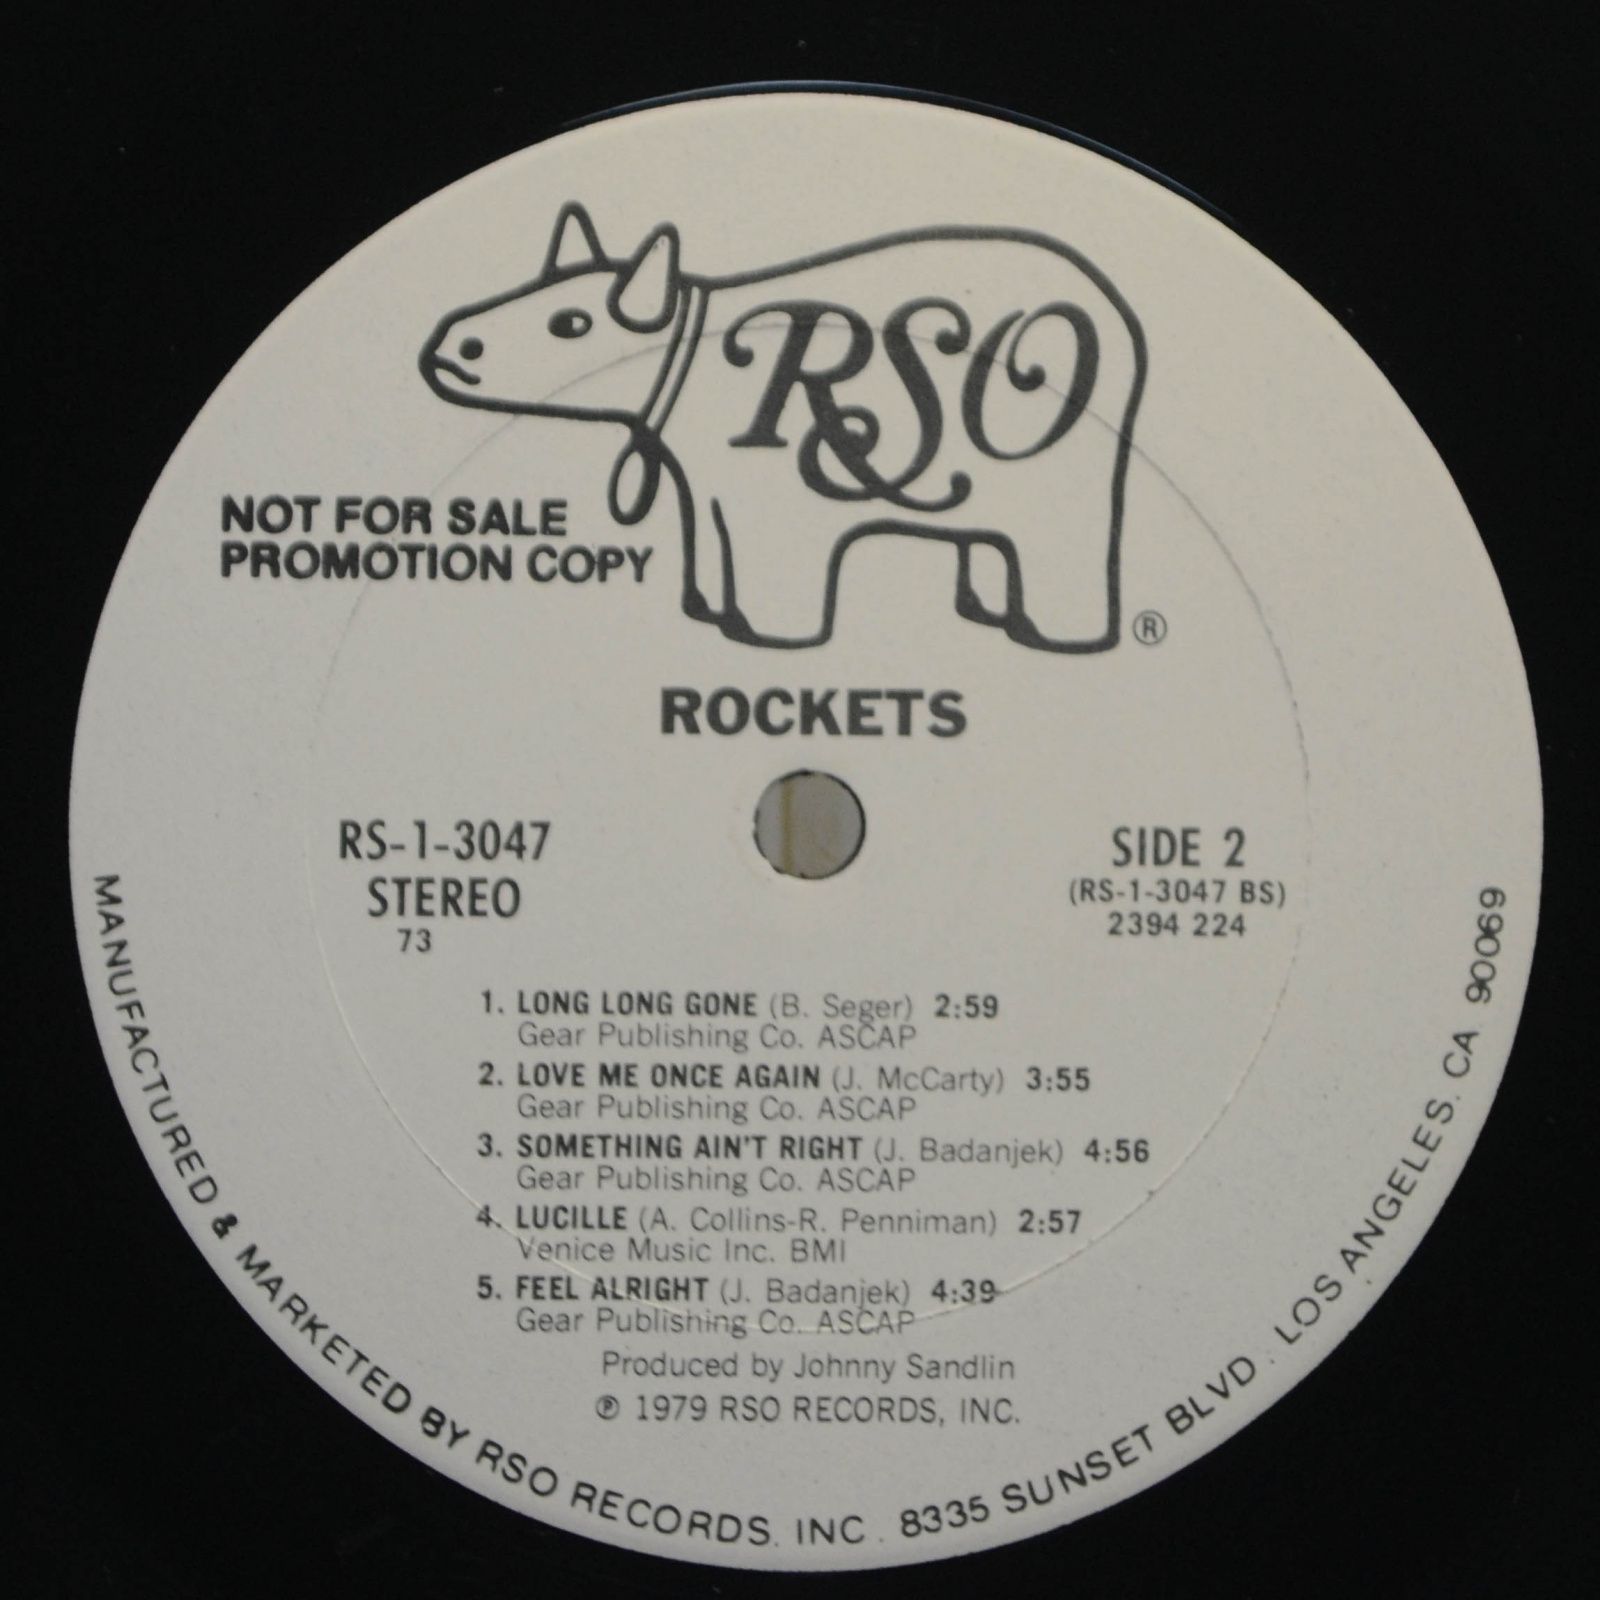 RSO
NOT FOR SALE
PROMOTION COPY
®
ROCKETS
RS-1-3047
STEREO
73
SIDE 2
(RS-1-3047 BS)
2394 224
1. LONG LONG GONE (B. Seger) 2:59
Gear Publishing Co. ASCAP
2. LOVE ME ONCE AGAIN (J. McCarty) 3:55
Gear Publishing Co. ASCAP
3. SOMETHING AIN'T RIGHT (J. Badanjek) 4:56
Gear Publishing Co. ASCAP
4. LUCILLE (A. Collins-R. Penniman) 2:57
Venice Music Inc. BMI
5. FEEL ALRIGHT (J. Badanjek) 4:39
Gear Publishing Co. ASCAP
Produced by Johnny Sandlin
℗ 1979 RSO RECORDS, INC.
MANUFACTURED & MARKETED BY RSO RECORDS, INC. 8335 SUNSET BLVD. LOS ANGELES, CA 90069